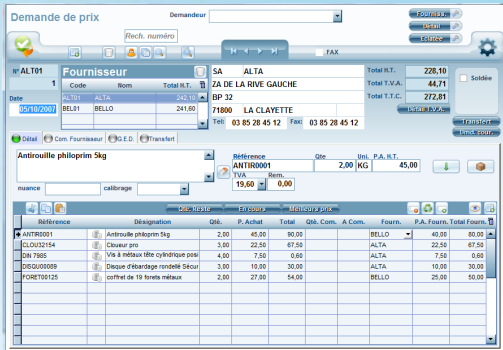 Demande de prix
Demandeur
Fourniss.
Détail
Eclatée
Rech. numéro
FAX
N° ALT01
1
Date
05/10/2007
Fournisseur
Code Nom Total H.T.
ALT01 ALTA 242,10
BEL01 BELLO 241,60
SA ALTA
ZA DE LA RIVE GAUCHE
BP 32
71800 LA CLAYETTE
Tel: 03 85 28 45 12 Fax: 03 85 28 45 12
Total H.T. 228,10
Total T.V.A. 44,71
Total T.T.C. 272,81
Détail T.V.A.
Soldée
Transfert
Dmd. cour.
Détail Com. Fournisseur G.E.D. Transfert
Antirouille philoprim 5kg
nuance calibrage
Référence Qte Uni. P.A. H.T.
ANTIR0001 2,00 KG 45,00
TVA Rem.
19,60 0,00
Qté. Reste En cours Meilleurs prix
Référence Désignation Qté. P. Achat Total Qté. Com. A Com. Fourn. P.A. Fourn. Total Fourn.
ANTIR0001 Antirouille philoprim 5kg 2,00 45,00 90,00 BELLO 40,00 80,00
CLOU32154 Cloueur pro 3,00 22,50 67,50 ALTA 22,50 67,50
DIN 7985 Vis à métaux tête cylindrique posi 4,00 7,50 0,60 ALTA 7,50 0,60
DISQU00089 Disque d'ébardage rondellé Sécur 3,00 10,00 30,00 ALTA 10,00 30,00
FORET00125 coffret de 19 forets métaux 2,00 27,00 54,00 BELLO 25,00 50,00